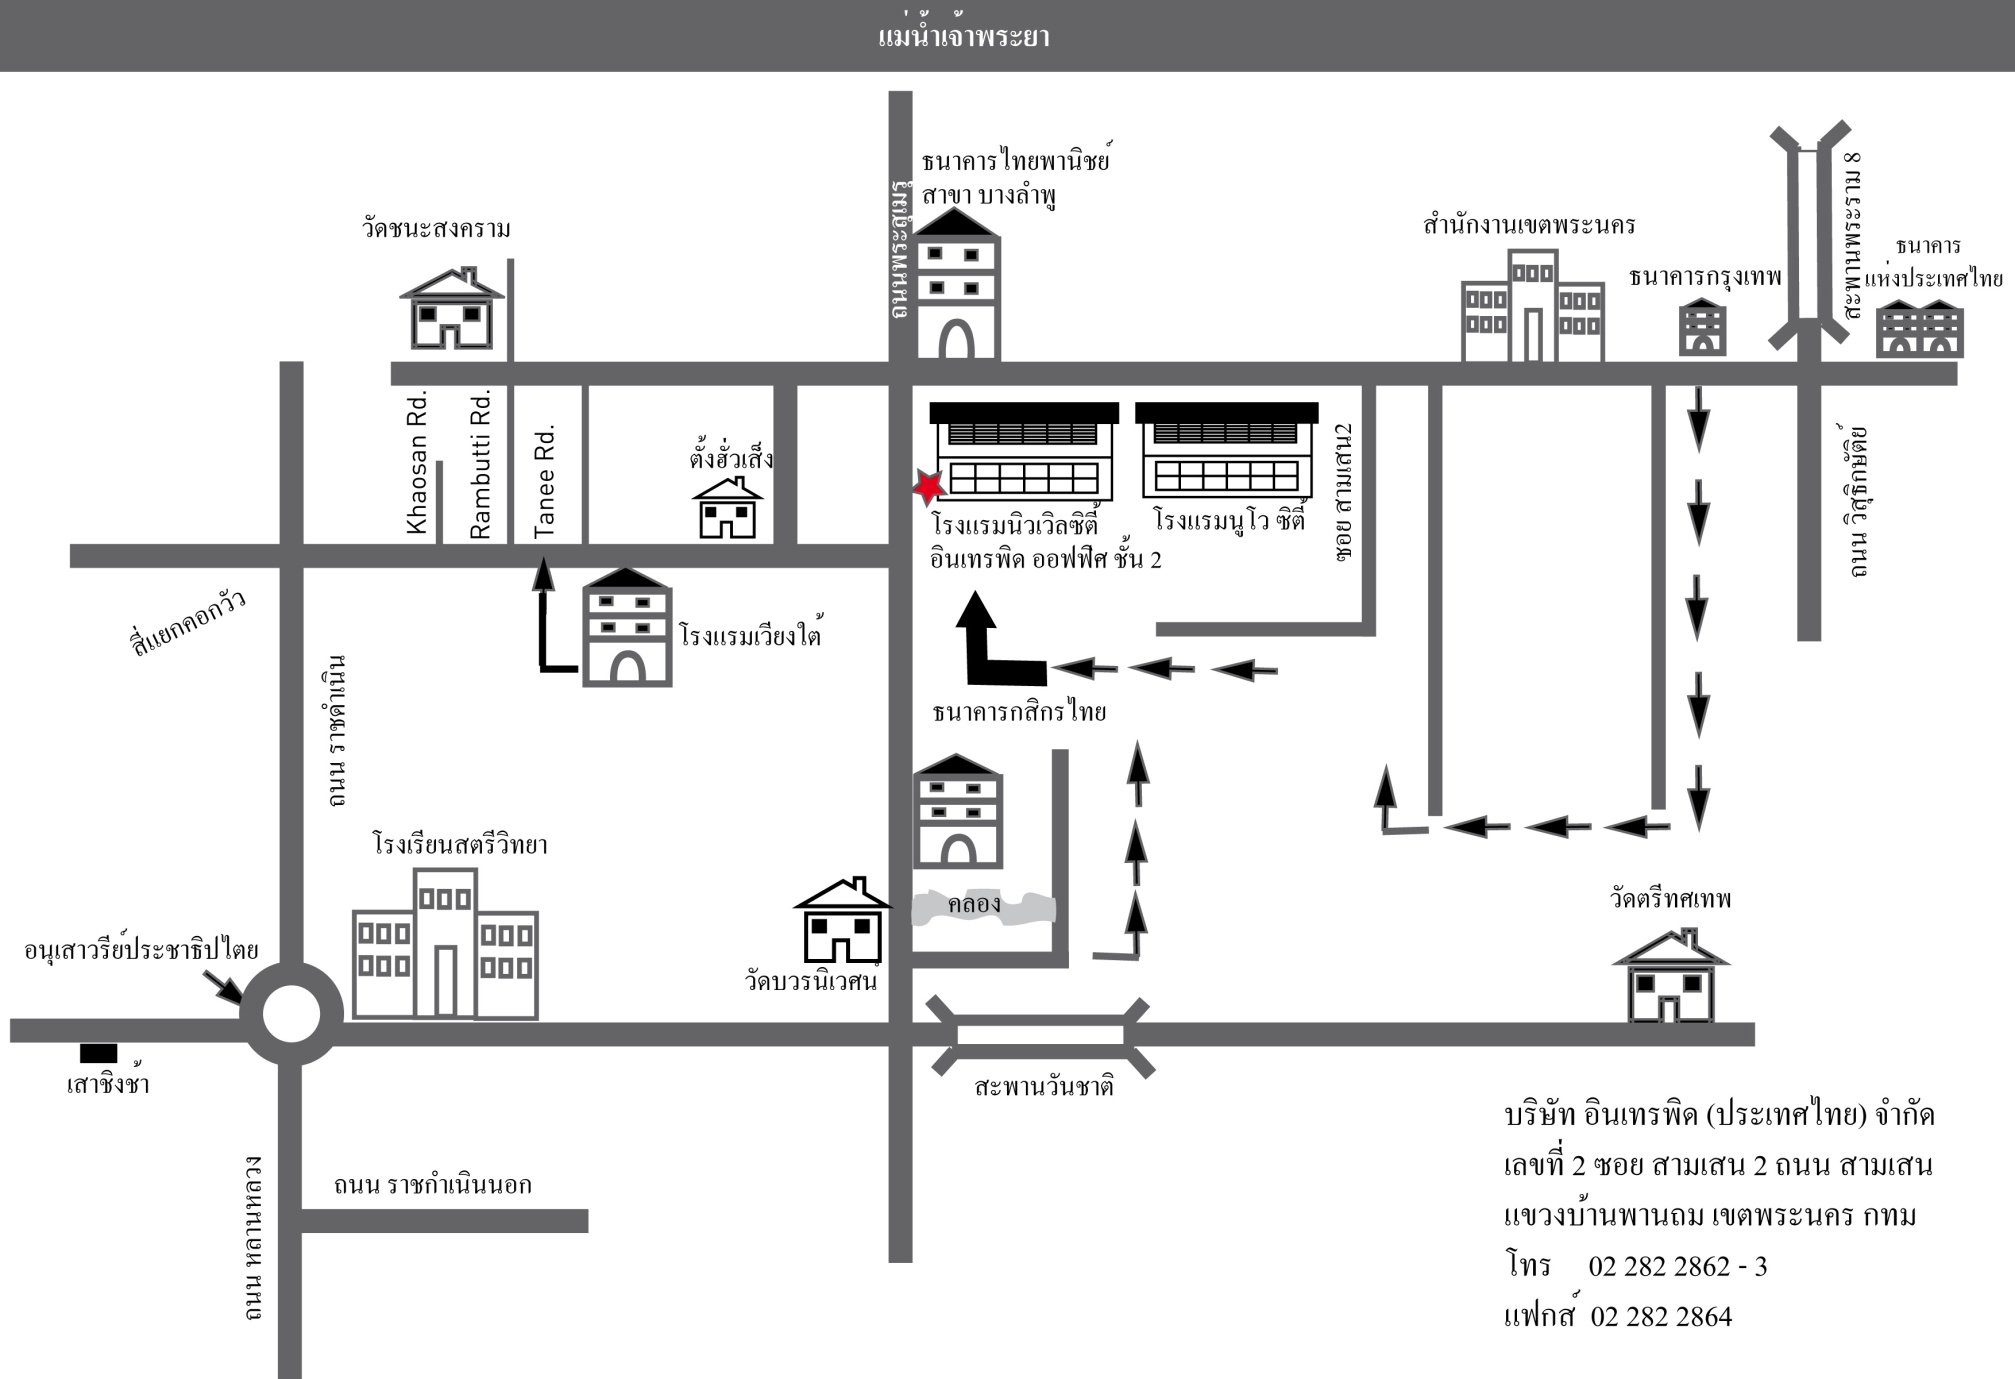 แม่น้ำเจ้าพระยา
ธนาคารไทยพานิชย์
สาขา บางลำพู
ถนนพระสุเมรุ
วัดชนะสงคราม
สำนักงานเขตพระนคร
ธนาคารกรุงเทพ
สะพานพระราม 8
ธนาคาร
แห่งประเทศไทย
Khaosan Rd.
Rambutti Rd.
Tanee Rd.
ตั้งฮั่วเส็ง
โรงแรมนิวเวิลซิตี้
อินเทรพิด ออฟฟิศ ชั้น 2
โรงแรมนูโว ซิตี้
ซอย สามเสน2
ถนน วิสุธิกษัตย์
สี่แยกคอกวัว
โรงแรมเวียงใต้
ถนน ราชดำเนิน
ธนาคารกสิกรไทย
โรงเรียนสตรีวิทยา
คลอง
วัดตรีทศเทพ
อนุเสาวรีย์ประชาธิปไตย
วัดบวรนิเวศน์
เสาชิงช้า
สะพานวันชาติ
ถนน หลานหลวง
ถนน ราชกำเนินนอก
บริษัท อินเทรพิด (ประเทศไทย) จำกัด
เลขที่ 2 ซอย สามเสน 2 ถนน สามเสน
แขวงบ้านพานถม เขตพระนคร กทม
โทร 02 282 2862 - 3
แฟกส์ 02 282 2864